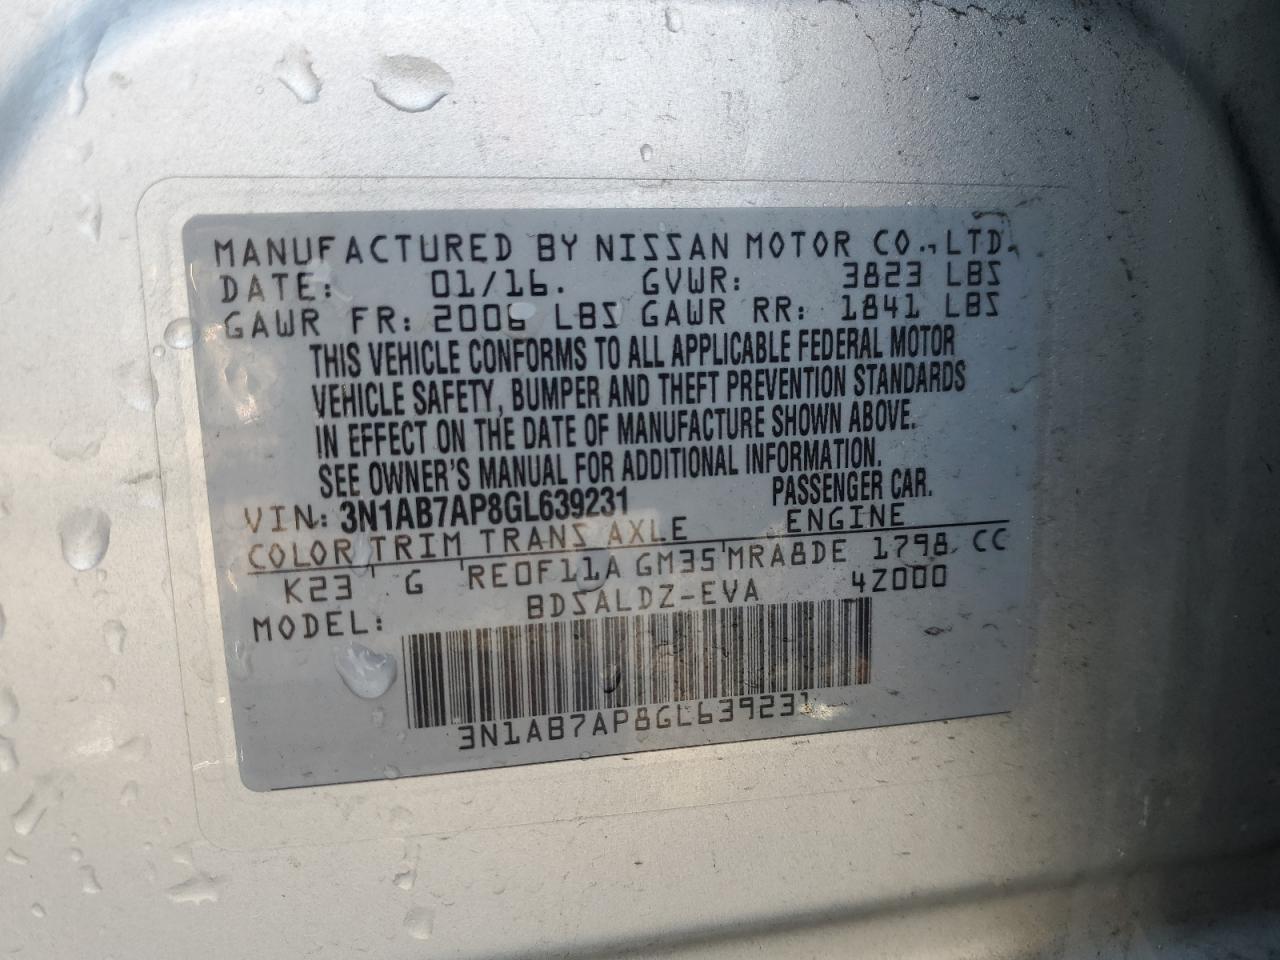 MANUFACTURED BY NISSAN MOTOR CO., LTD.
DATE: 01/16. GVWR: 3823 LBS
GAWR FR: 2006 LBS GAWR RR: 1841 LBS
THIS VEHICLE CONFORMS TO ALL APPLICABLE FEDERAL MOTOR
VEHICLE SAFETY, BUMPER AND THEFT PREVENTION STANDARDS
IN EFFECT ON THE DATE OF MANUFACTURE SHOWN ABOVE.
SEE OWNER'S MANUAL FOR ADDITIONAL INFORMATION.
VIN: 3N1AB7AP8GL639231 PASSENGER CAR.
COLOR TRIM TRANS AXLE ENGINE
K23 G RE0F11A GM35 MRA8DE 1798 CC
MODEL: BDSALDZ-EVA 4Z000
3N1AB7AP8GL639231